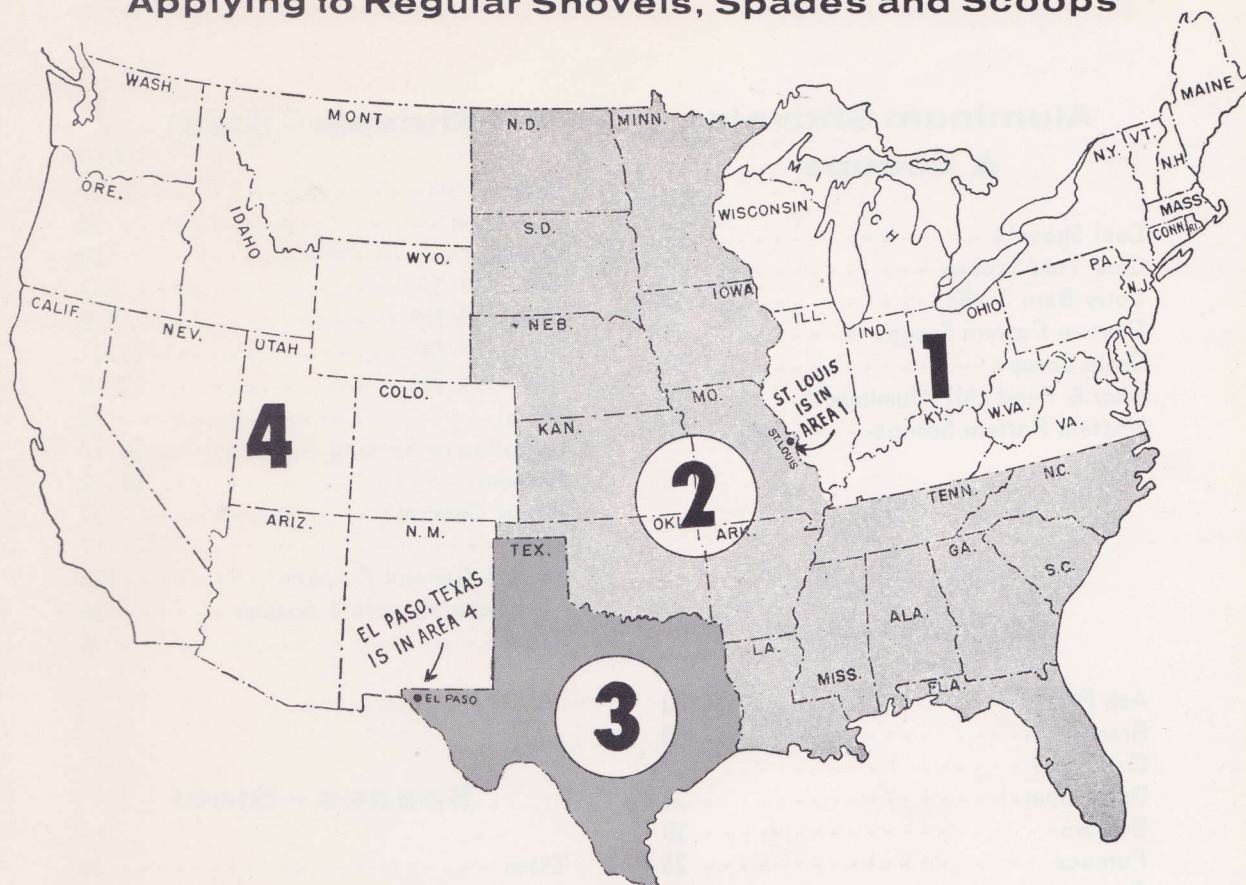 Applying to Regular Shovels, Spades and Scoops
WASH.
MONT
N.D.
MINN.
MAINE
VT.
N.Y.
N.H.
ORE.
IDAHO
M I C H
WISCONSIN
MASS.
CONN.
R.I.
S.D.
WYO.
PA.
N.J.
IOWA
OHIO
CALIF.
NEV.
UTAH
NEB.
ILL.
IND.
1
COLO.
MO.
ST. LOUIS
IS IN
AREA 1
ST. LOUIS
KY.
W.VA.
VA.
4
KAN.
2
TENN.
N.C.
ARIZ.
N.M.
OKL
ARK.
TEX.
GA.
S.C.
EL PASO, TEXAS
IS IN AREA 4
ALA.
LA.
MISS.
FLA.
EL PASO
3